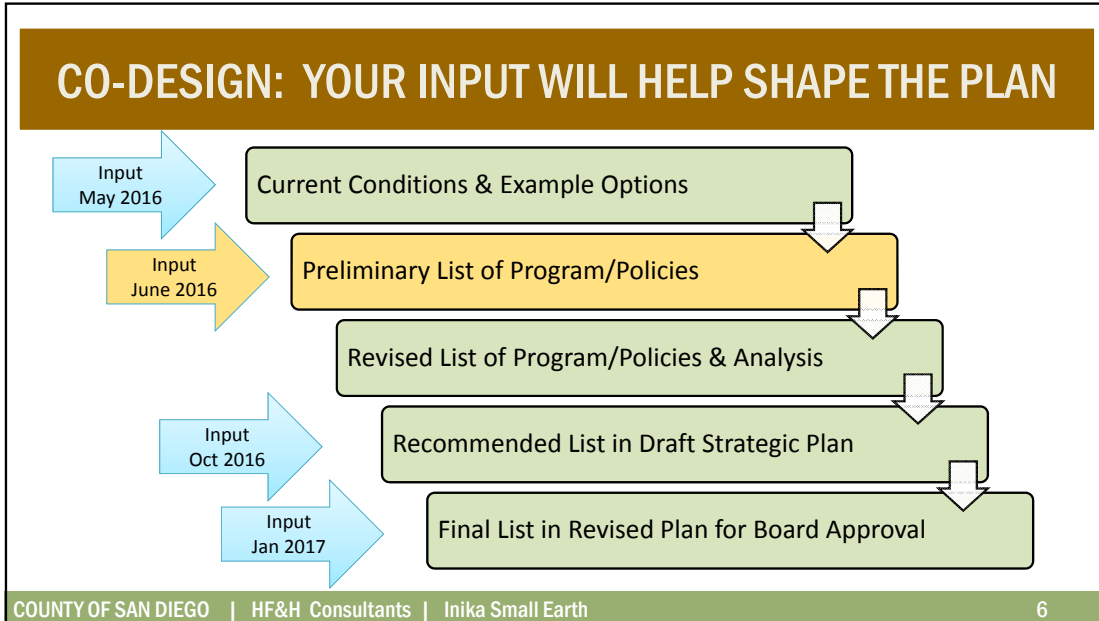 CO-DESIGN: YOUR INPUT WILL HELP SHAPE THE PLAN
Input
May 2016
Current Conditions & Example Options
Input
June 2016
Preliminary List of Program/Policies
Revised List of Program/Policies & Analysis
Input
Oct 2016
Recommended List in Draft Strategic Plan
Input
Jan 2017
Final List in Revised Plan for Board Approval
COUNTY OF SAN DIEGO | HF&H Consultants | Inika Small Earth 6